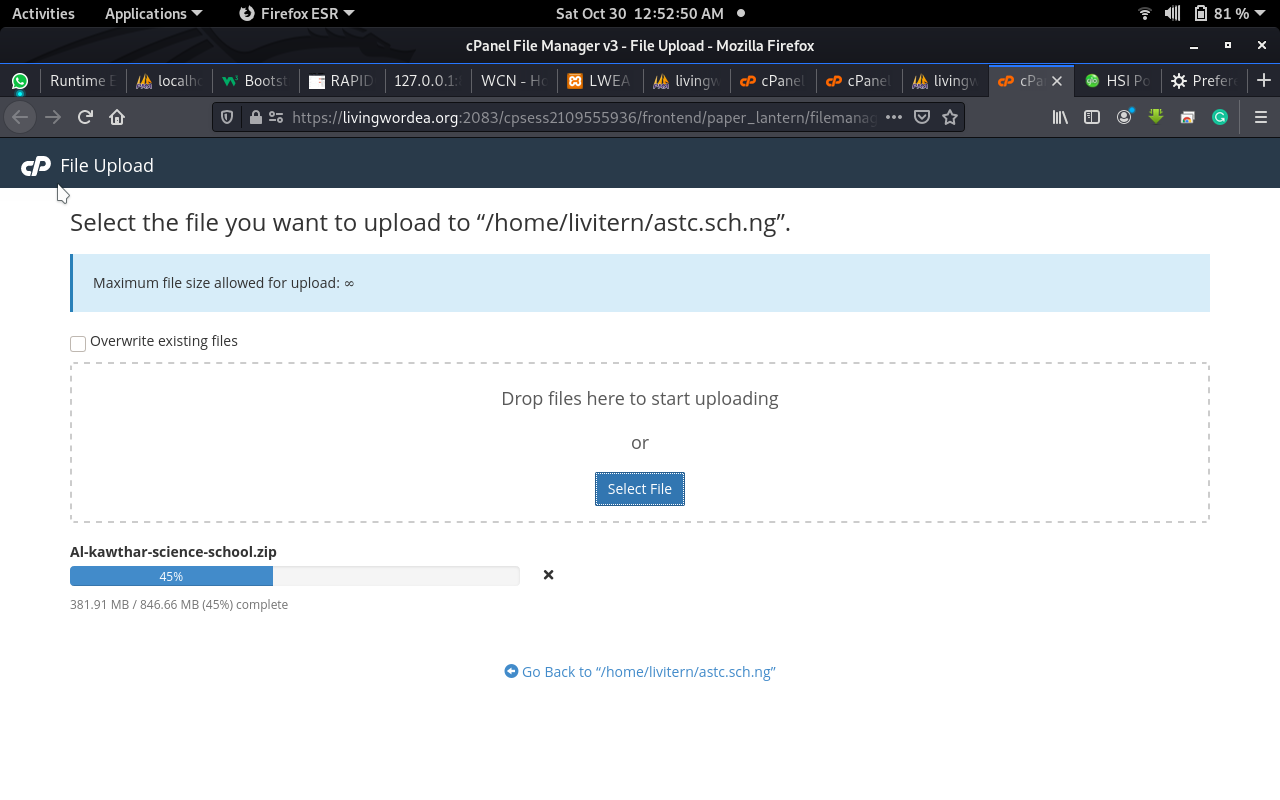 Activities Applications Firefox ESR Sat Oct 30 12:52:50 AM 81 %
cPanel File Manager v3 - File Upload - Mozilla Firefox
Runtime E localho Bootst RAPID 127.0.0.1: WCN - Ho LWEA livingw cPanel cPanel livingw cPan HSI Po Prefere
https://livingwordea.org:2083/cpsess2109555936/frontend/paper_lantern/filemanag
cP File Upload
Select the file you want to upload to “/home/livitern/astc.sch.ng”.
Maximum file size allowed for upload: ∞
Overwrite existing files
Drop files here to start uploading
or
Select File
Al-kawthar-science-school.zip
45%
381.91 MB / 846.66 MB (45%) complete
Go Back to “/home/livitern/astc.sch.ng”